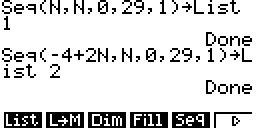 Seq(N,N,0,29,1)→List
1
Done
Seq(-4+2N,N,0,29,1)→L
ist 2
Done
List L→M Dim Fill Seq ▷